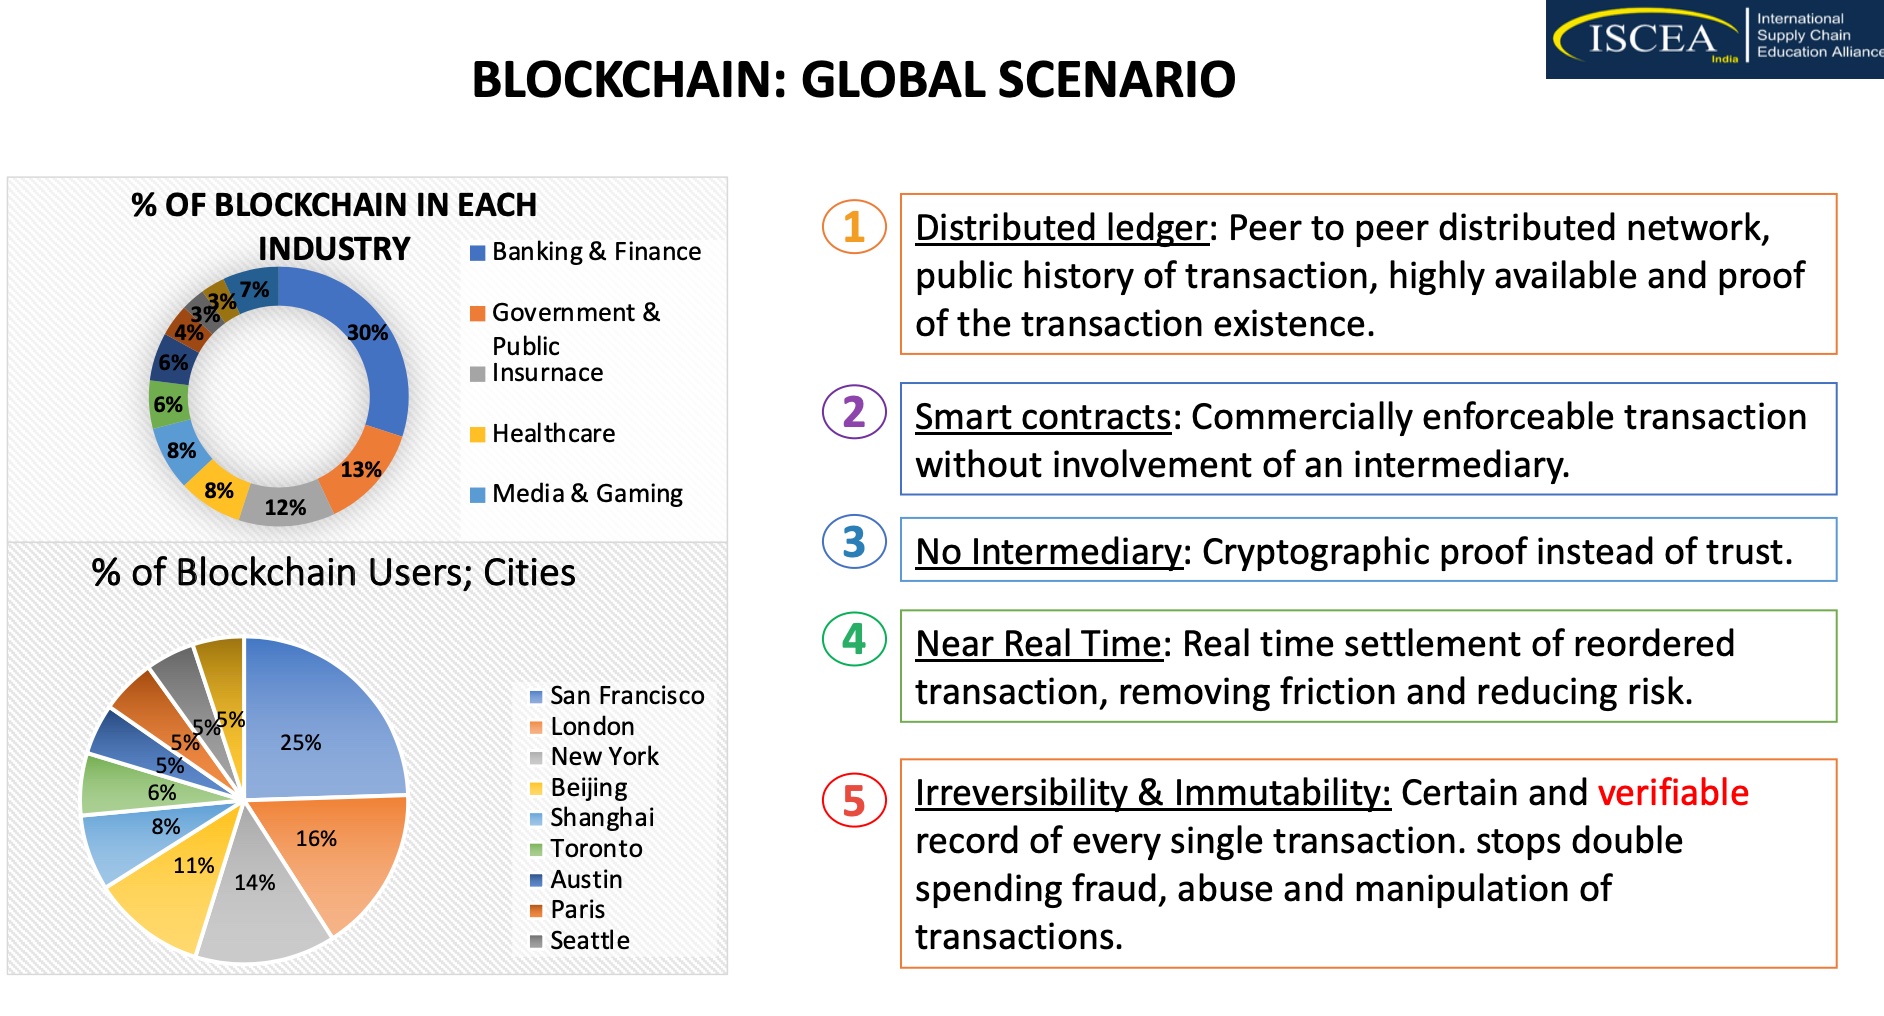 ISCEA
India
International
Supply Chain
Education Alliance
BLOCKCHAIN: GLOBAL SCENARIO
% OF BLOCKCHAIN IN EACH
INDUSTRY
30%
13%
12%
8%
8%
6%
6%
4%
3%
3%
7%
Banking & Finance
Government &
Public
Insurnace
Healthcare
Media & Gaming
% of Blockchain Users; Cities
25%
16%
14%
11%
8%
6%
5%
5%
5%
5%
San Francisco
London
New York
Beijing
Shanghai
Toronto
Austin
Paris
Seattle
1
Distributed ledger: Peer to peer distributed network,
public history of transaction, highly available and proof
of the transaction existence.
2
Smart contracts: Commercially enforceable transaction
without involvement of an intermediary.
3
No Intermediary: Cryptographic proof instead of trust.
4
Near Real Time: Real time settlement of reordered
transaction, removing friction and reducing risk.
5
Irreversibility & Immutability: Certain and verifiable
record of every single transaction. stops double
spending fraud, abuse and manipulation of
transactions.